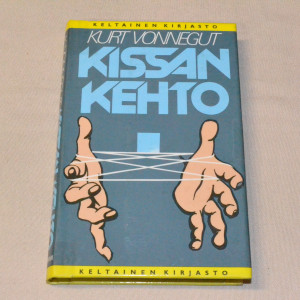 KELTAINEN KIRJASTO
KURT VONNEGUT
KISSAN
KEHTO
KELTAINEN KIRJASTO